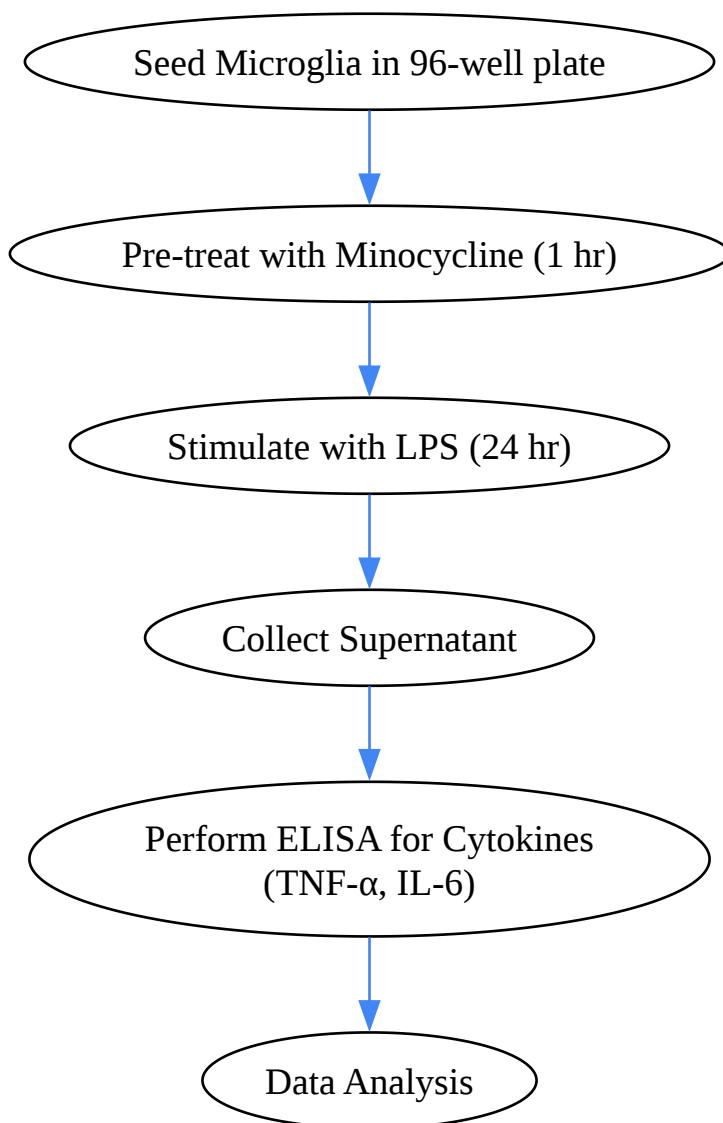 Seed Microglia in 96-well plate
Pre-treat with Minocycline (1 hr)
Stimulate with LPS (24 hr)
Collect Supernatant
Perform ELISA for Cytokines
(TNF-α, IL-6)
Data Analysis